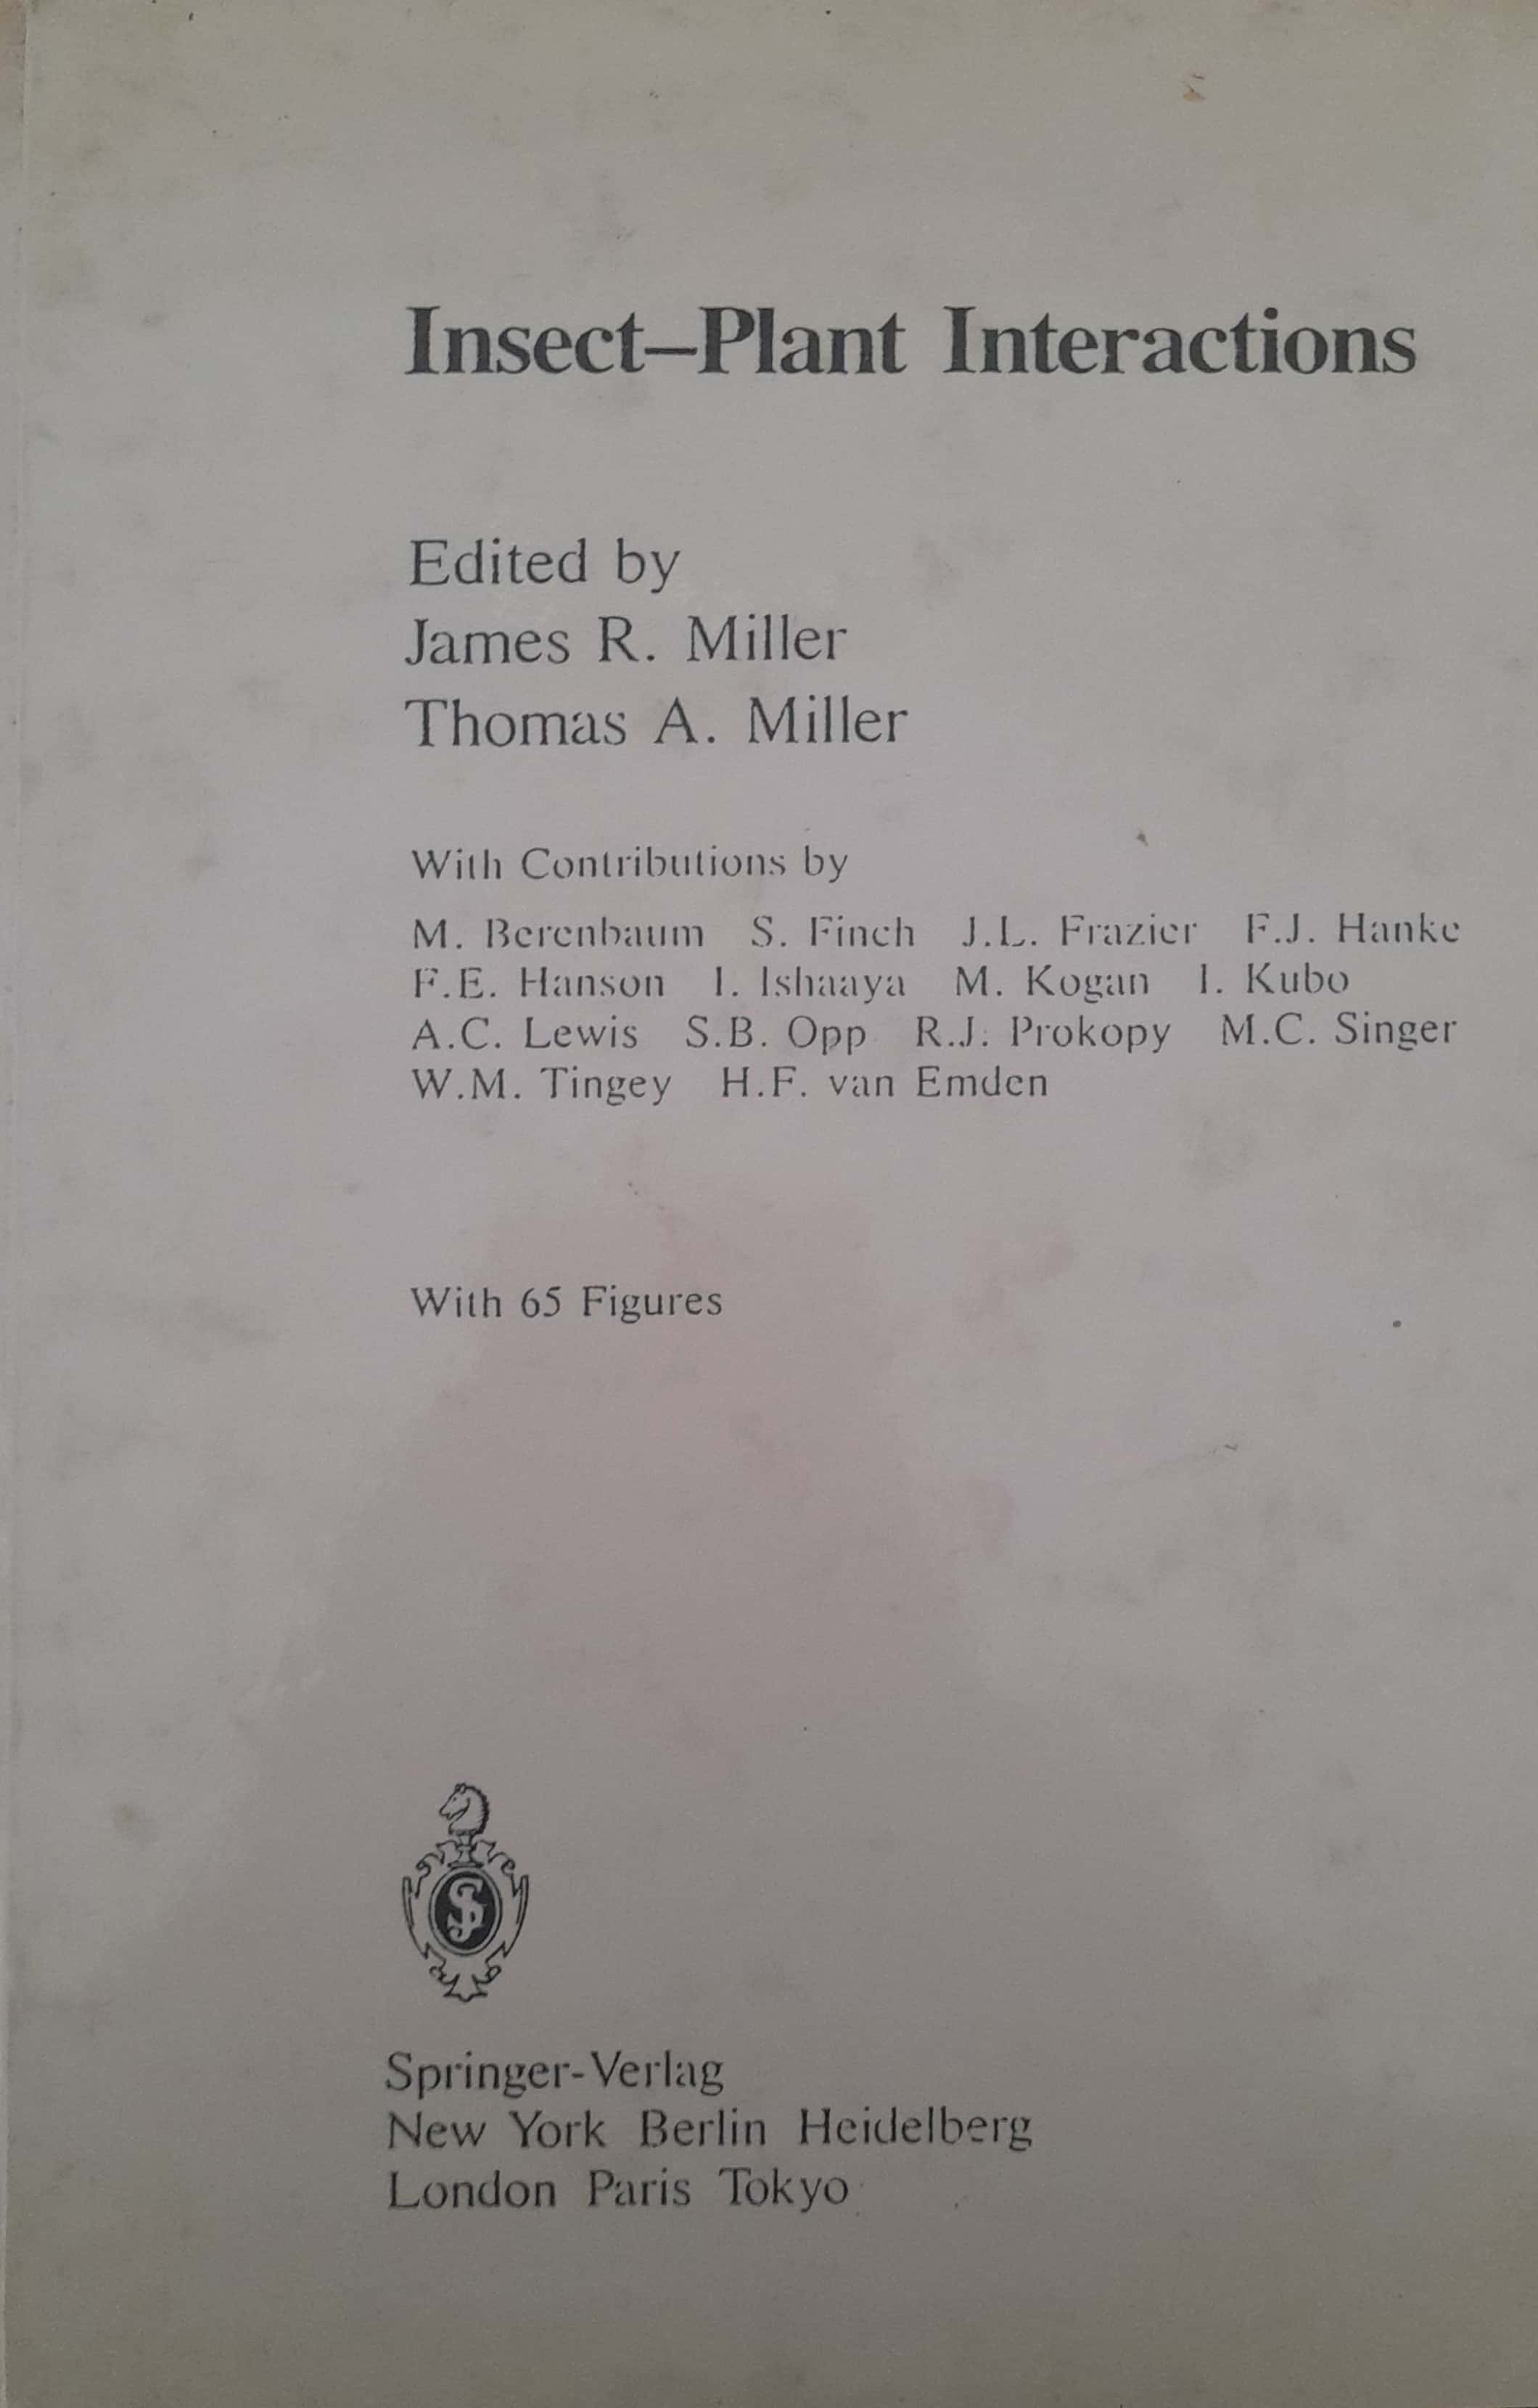 Insect–Plant Interactions
Edited by
James R. Miller
Thomas A. Miller
With Contributions by
M. Berenbaum S. Finch J.L. Frazier F.J. Hanke
F.E. Hanson I. Ishaaya M. Kogan I. Kubo
A.C. Lewis S.B. Opp R.J. Prokopy M.C. Singer
W.M. Tingey H.F. van Emden
With 65 Figures
Springer-Verlag
New York Berlin Heidelberg
London Paris Tokyo